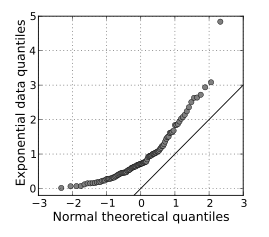 Exponential data quantiles
5
4
3
2
1
0
−3 −2 −1 0 1 2 3
Normal theoretical quantiles